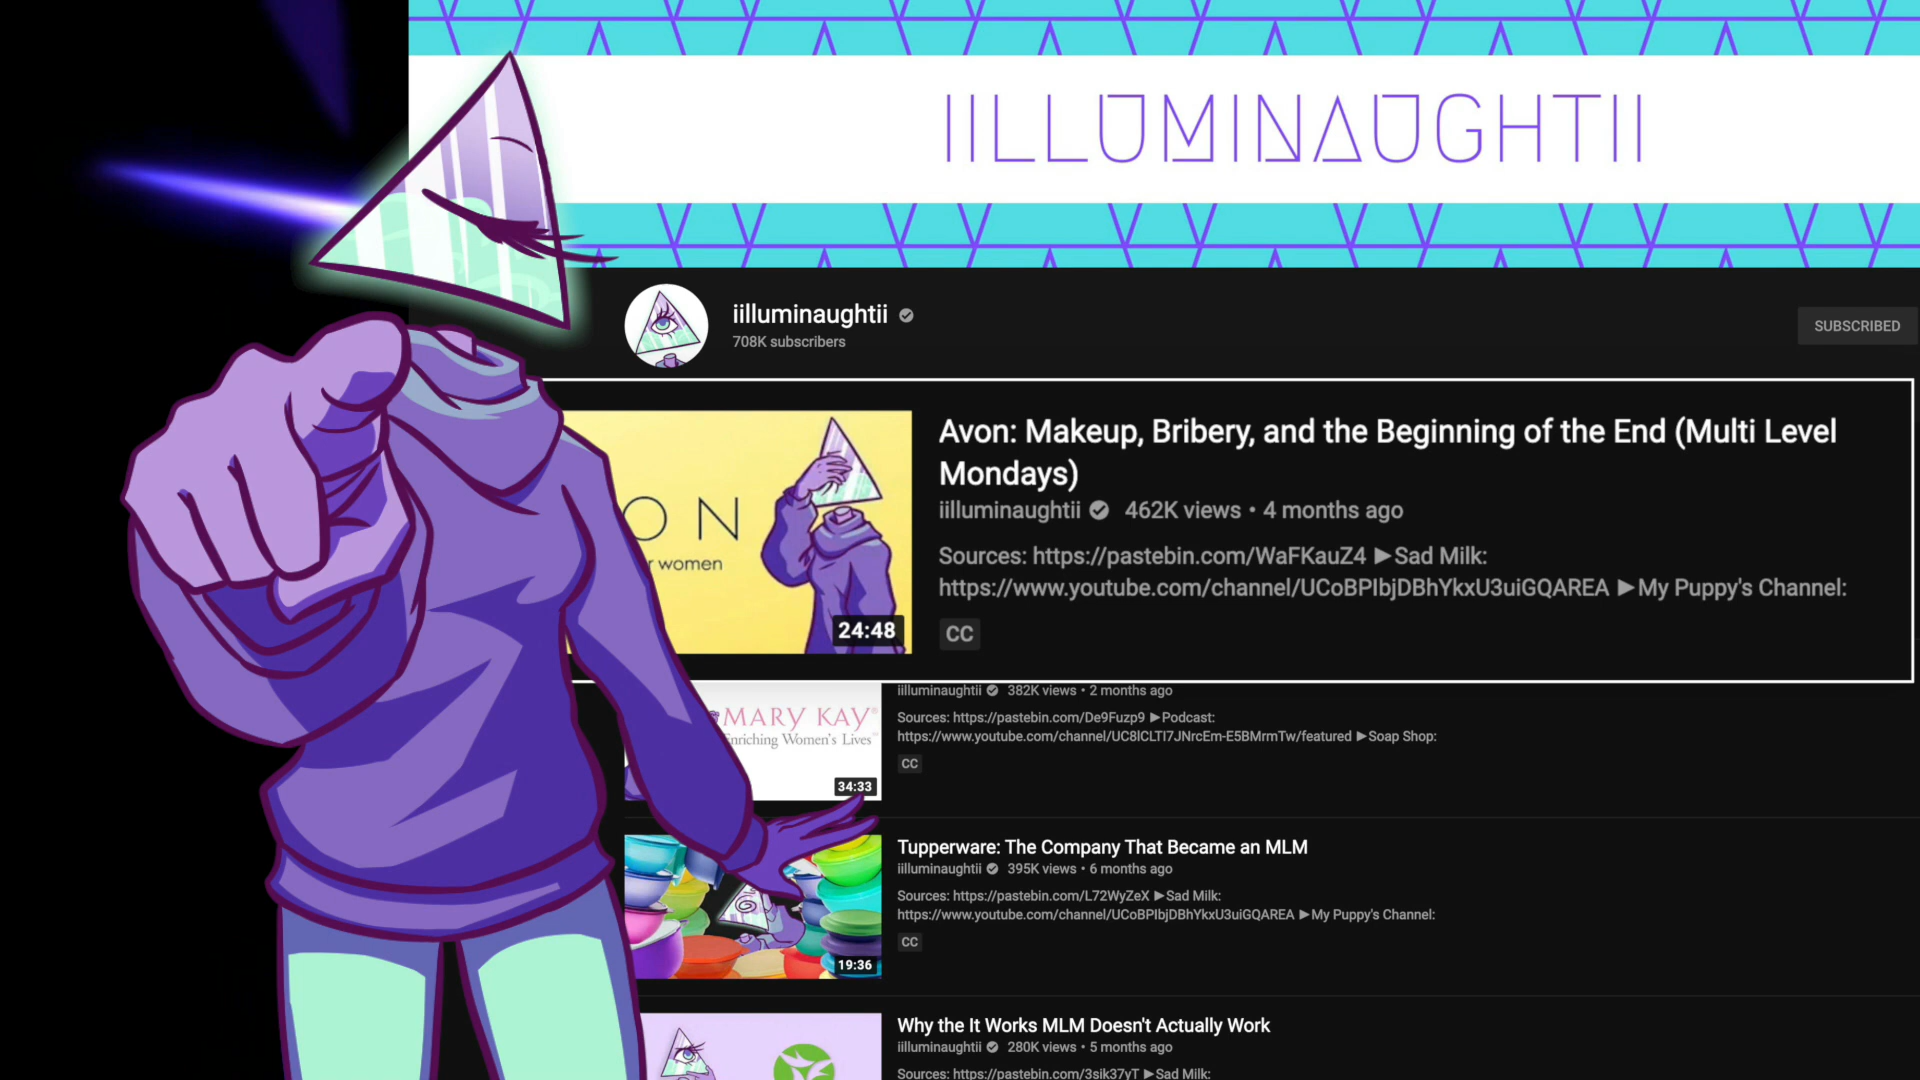 IILLUMINAUGHTII
iilluminaughtii
708K subscribers
SUBSCRIBED
Avon: Makeup, Bribery, and the Beginning of the End (Multi Level
Mondays)
iilluminaughtii 462K views • 4 months ago
Sources: https://pastebin.com/WaFKauZ4 ►Sad Milk:
https://www.youtube.com/channel/UCoBPIbjDBhYkxU3uiGQAREA ►My Puppy's Channel:
CC
O N
r women
24:48
iilluminaughtii 382K views • 2 months ago
Sources: https://pastebin.com/De9Fuzp9 ►Podcast:
https://www.youtube.com/channel/UC8lCLTI7JNrcEm-E5BMrmTw/featured ►Soap Shop:
CC
MARY KAY®
Enriching Women's Lives
34:33
Tupperware: The Company That Became an MLM
iilluminaughtii 395K views • 6 months ago
Sources: https://pastebin.com/L72WyZeX ►Sad Milk:
https://www.youtube.com/channel/UCoBPIbjDBhYkxU3uiGQAREA ►My Puppy's Channel:
CC
19:36
Why the It Works MLM Doesn't Actually Work
iilluminaughtii 280K views • 5 months ago
Sources: https://pastebin.com/3sik37yT ►Sad Milk: